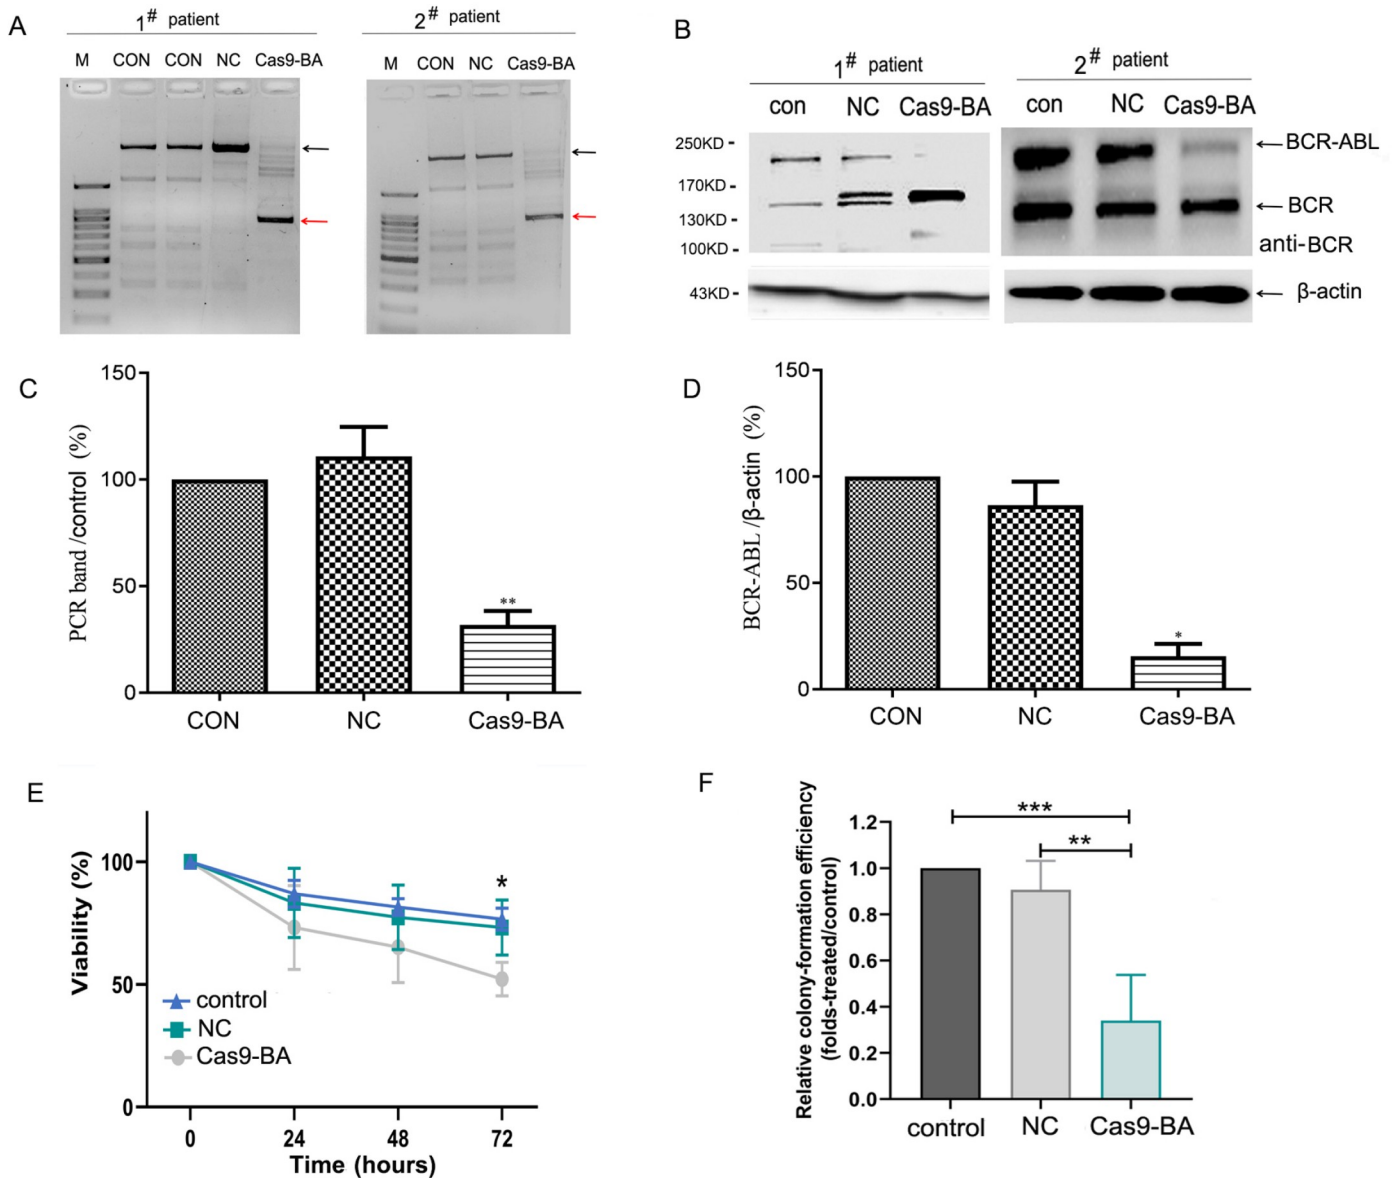 A
1# patient
2# patient
M CON CON NC Cas9-BA
M CON NC Cas9-BA
B
1# patient
2# patient
con NC Cas9-BA
con NC Cas9-BA
250KD
170KD
130KD
100KD
43KD
BCR-ABL
BCR
anti-BCR
β-actin
C
PCR band /control (%)
150
100
50
0
**
CON NC Cas9-BA
D
BCR-ABL /β-actin (%)
150
100
50
0
*
CON NC Cas9-BA
E
Viability (%)
100
50
0
*
control
NC
Cas9-BA
0 24 48 72
Time (hours)
F
Relative colony-formation efficiency
(folds-treated/control)
1.2
1.0
0.8
0.6
0.4
0.2
0.0
***
**
control NC Cas9-BA